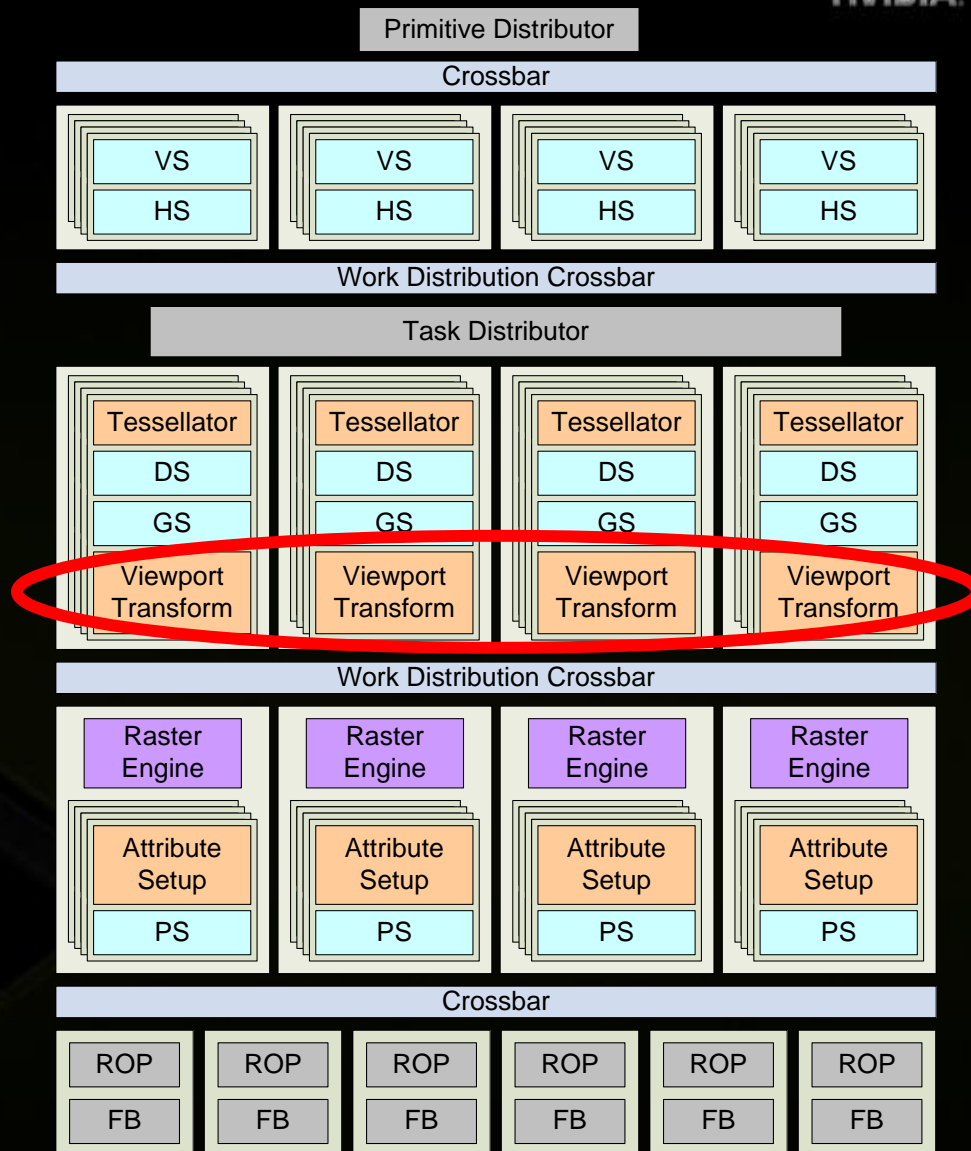 NVIDIA.
Primitive Distributor
Crossbar
VS VS VS VS
HS HS HS HS
Work Distribution Crossbar
Task Distributor
Tessellator Tessellator Tessellator Tessellator
DS DS DS DS
GS GS GS GS
Viewport Viewport Viewport Viewport
Transform Transform Transform Transform
Work Distribution Crossbar
Raster Raster Raster Raster
Engine Engine Engine Engine
Attribute Attribute Attribute Attribute
Setup Setup Setup Setup
PS PS PS PS
Crossbar
ROP ROP ROP ROP ROP ROP
FB FB FB FB FB FB